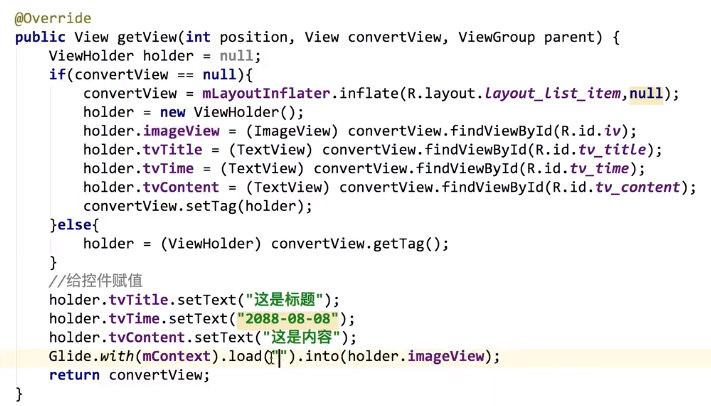 @Override
public View getView(int position, View convertView, ViewGroup parent) {
ViewHolder holder = null;
if(convertView == null){
convertView = mLayoutInflater.inflate(R.layout.layout_list_item,null);
holder = new ViewHolder();
holder.imageView = (ImageView) convertView.findViewById(R.id.iv);
holder.tvTitle = (TextView) convertView.findViewById(R.id.tv_title);
holder.tvTime = (TextView) convertView.findViewById(R.id.tv_time);
holder.tvContent = (TextView) convertView.findViewById(R.id.tv_content);
convertView.setTag(holder);
}else{
holder = (ViewHolder) convertView.getTag();
}
//给控件赋值
holder.tvTitle.setText("这是标题");
holder.tvTime.setText("2088-08-08");
holder.tvContent.setText("这是内容");
Glide.with(mContext).load("").into(holder.imageView);
return convertView;
}